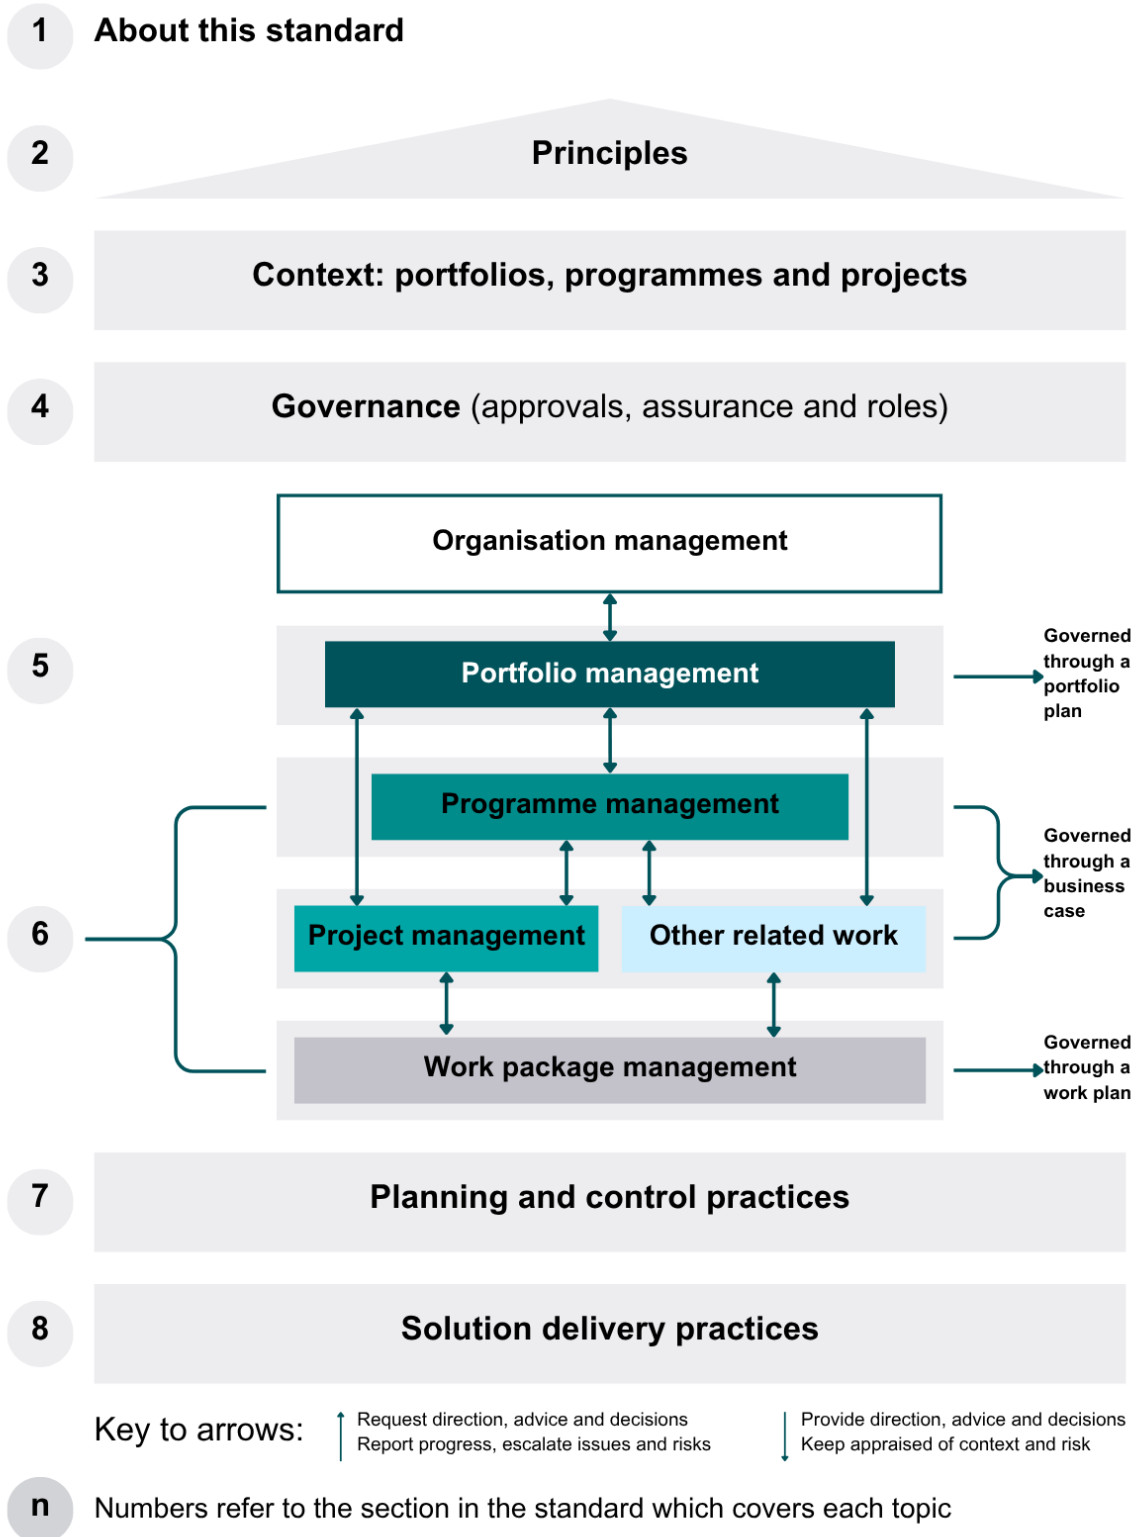 1 About this standard
2 Principles
3 Context: portfolios, programmes and projects
4 Governance (approvals, assurance and roles)
Organisation management
5 Portfolio management
Governed
through a
portfolio
plan
Programme management
Governed
through a
business
case
6 Project management Other related work
Work package management
Governed
through a
work plan
7 Planning and control practices
8 Solution delivery practices
Key to arrows:
Request direction, advice and decisions
Report progress, escalate issues and risks
Provide direction, advice and decisions
Keep appraised of context and risk
n Numbers refer to the section in the standard which covers each topic